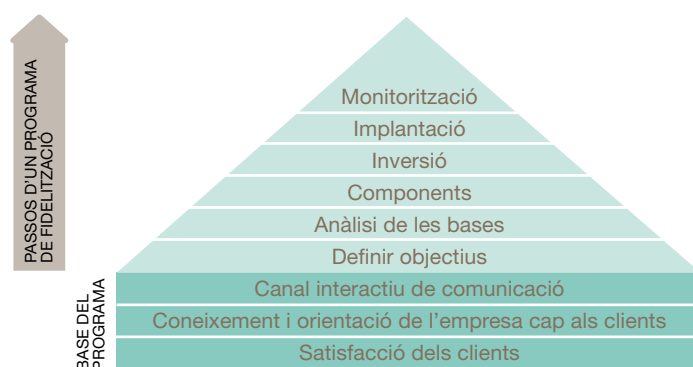 PASSOS D'UN PROGRAMA
DE FIDELITZACIÓ
Monitorització
Implantació
Inversió
Components
Anàlisi de les bases
Definir objectius
BASE DEL
PROGRAMA
Canal interactiu de comunicació
Coneixement i orientació de l'empresa cap als clients
Satisfacció dels clients